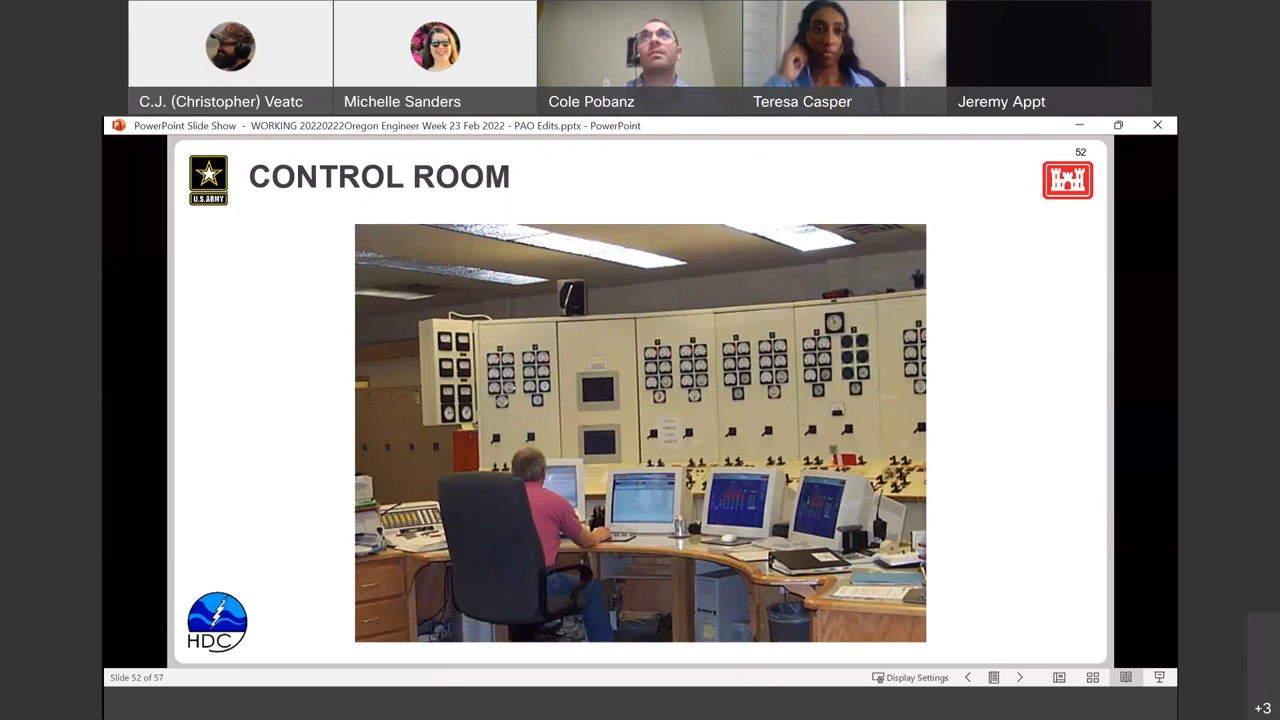 C.J. (Christopher) Veatc
Michelle Sanders
Cole Pobanz
Teresa Casper
Jeremy Appt
PowerPoint Slide Show - WORKING 20220222Oregon Engineer Week 23 Feb 2022 - PAO Edits.pptx - PowerPoint
52
U.S.ARMY
CONTROL ROOM
HDC
Slide 52 of 57
Display Settings
+3